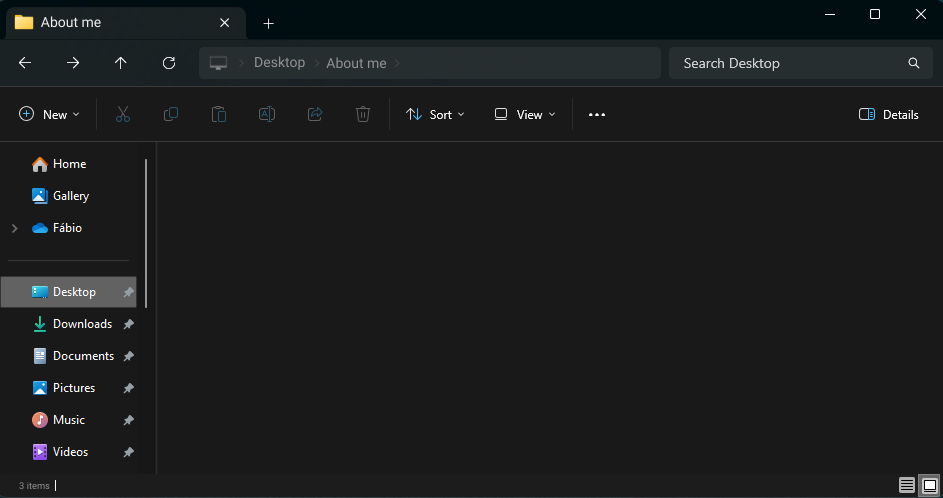 About me
Desktop About me
Search Desktop
New Sort View Details
Home
Gallery
Fábio
Desktop
Downloads
Documents
Pictures
Music
Videos
3 items